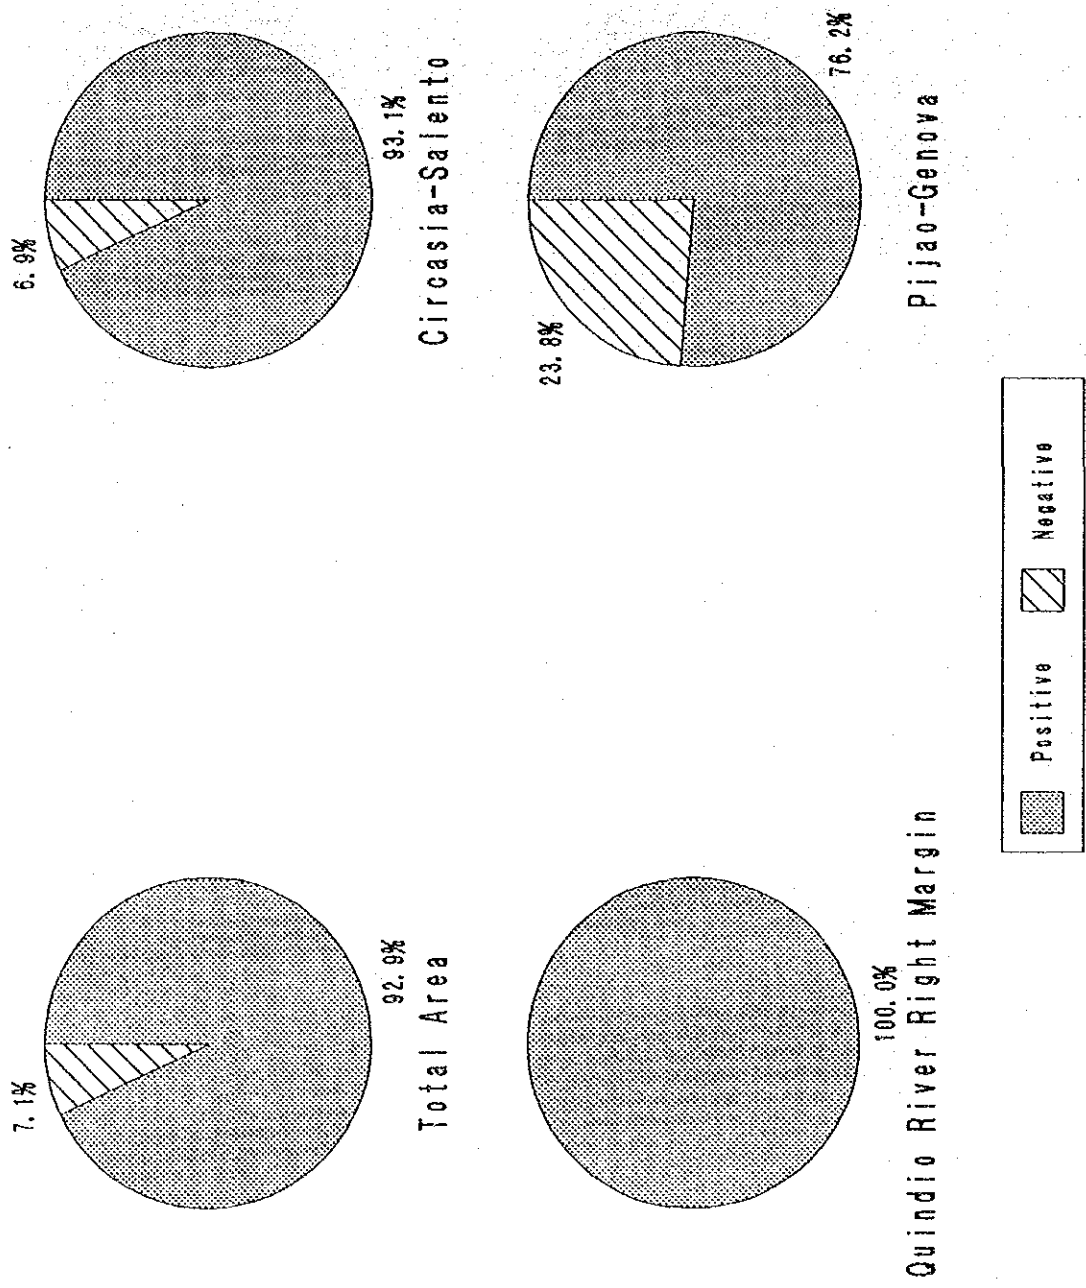 7.1%
92.9%
Total Area
6.9%
93.1%
Circasia-Salento
100.0%
Quindio River Right Margin
23.8%
76.2%
Pijao-Genova
Positive
Negative